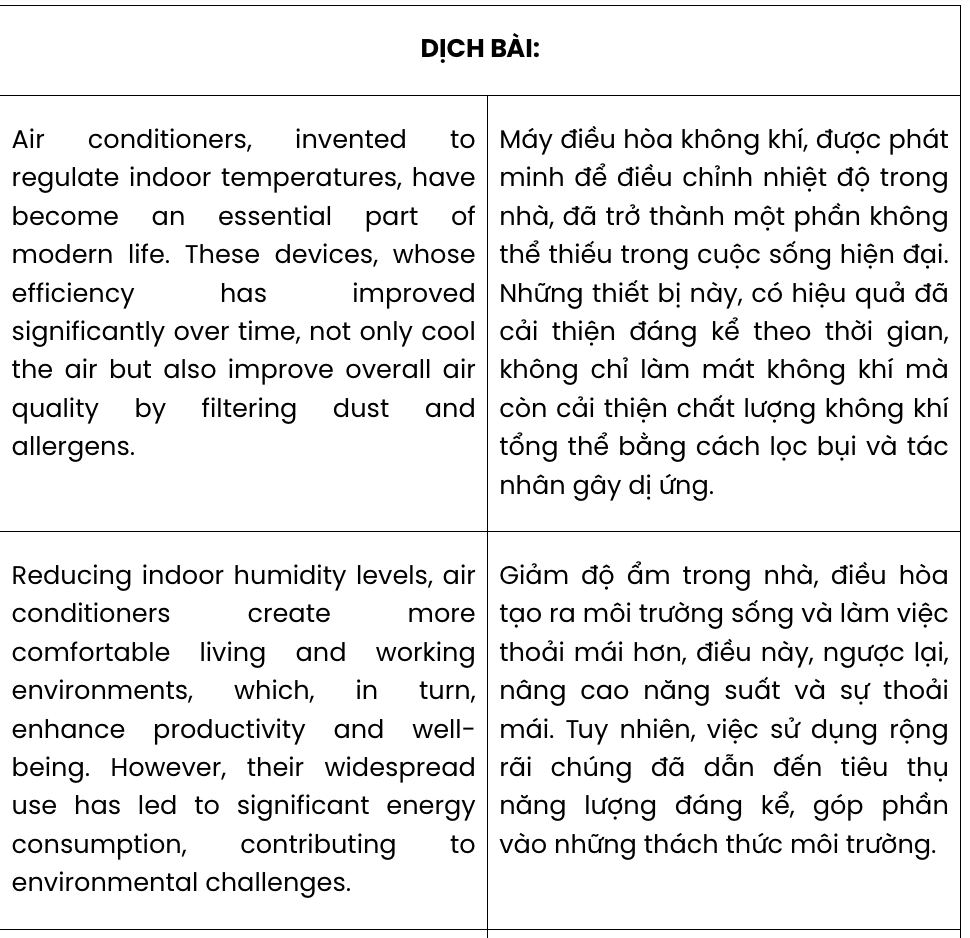 DỊCH BÀI:
Air conditioners, invented to
regulate indoor temperatures, have
become an essential part of
modern life. These devices, whose
efficiency has improved
significantly over time, not only cool
the air but also improve overall air
quality by filtering dust and
allergens.
Máy điều hòa không khí, được phát
minh để điều chỉnh nhiệt độ trong
nhà, đã trở thành một phần không
thể thiếu trong cuộc sống hiện đại.
Những thiết bị này, có hiệu quả đã
cải thiện đáng kể theo thời gian,
không chỉ làm mát không khí mà
còn cải thiện chất lượng không khí
tổng thể bằng cách lọc bụi và tác
nhân gây dị ứng.
Reducing indoor humidity levels, air
conditioners create more
comfortable living and working
environments, which, in turn,
enhance productivity and well-
being. However, their widespread
use has led to significant energy
consumption, contributing to
environmental challenges.
Giảm độ ẩm trong nhà, điều hòa
tạo ra môi trường sống và làm việc
thoải mái hơn, điều này, ngược lại,
nâng cao năng suất và sự thoải
mái. Tuy nhiên, việc sử dụng rộng
rãi chúng đã dẫn đến tiêu thụ
năng lượng đáng kể, góp phần
vào những thách thức môi trường.